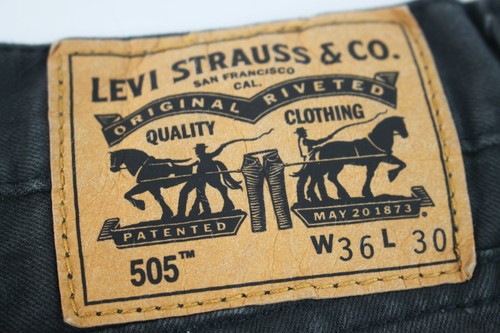 LEVI STRAUSS & CO.
SAN FRANCISCO
CAL.
ORIGINAL RIVETED
QUALITY CLOTHING
PATENTED MAY 20 1873
505™ W 36 L 30